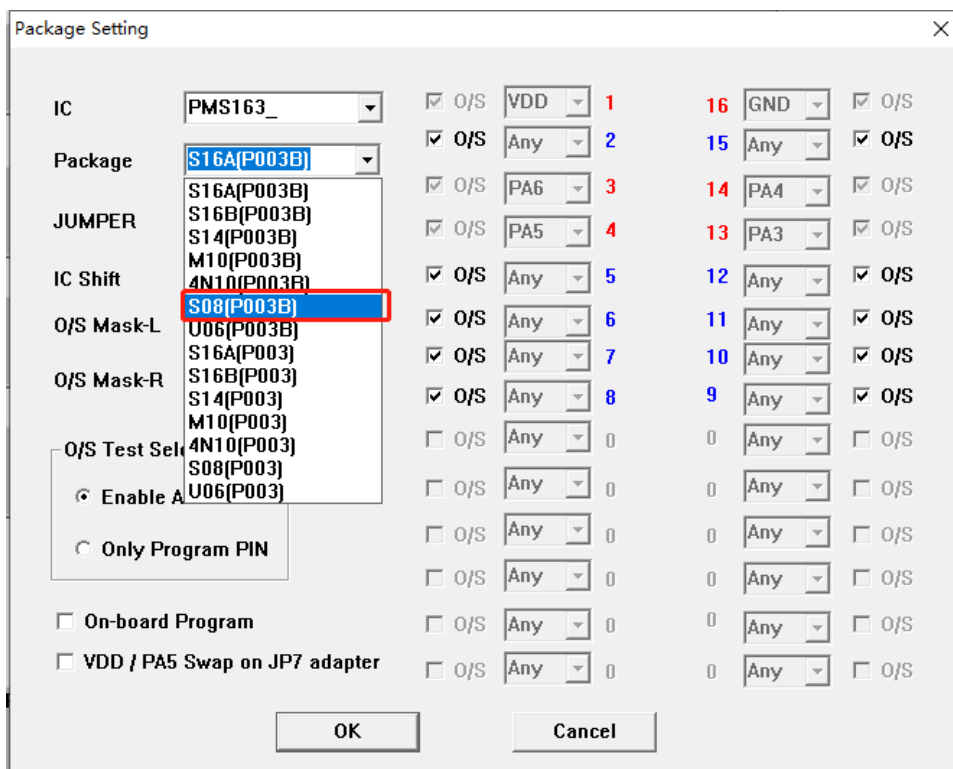 Package Setting
IC PMS163_ O/S VDD 1 16 GND O/S
O/S Any 2 15 Any O/S
Package S16A(P003B)
S16A(P003B) O/S PA6 3 14 PA4 O/S
S16B(P003B)
JUMPER S14(P003B) O/S PA5 4 13 PA3 O/S
M10(P003B)
IC Shift 4N10(P003B) O/S Any 5 12 Any O/S
S08(P003B)
O/S Mask-L U06(P003B) O/S Any 6 11 Any O/S
S16A(P003) O/S Any 7 10 Any O/S
O/S Mask-R S16B(P003)
S14(P003) O/S Any 8 9 Any O/S
M10(P003)
O/S Test Sel 4N10(P003) O/S Any 0 0 Any O/S
S08(P003)
Enable A U06(P003) O/S Any 0 0 Any O/S
Only Program PIN O/S Any 0 0 Any O/S
O/S Any 0 0 Any O/S
On-board Program O/S Any 0 0 Any O/S
VDD / PA5 Swap on JP7 adapter O/S Any 0 0 Any O/S
OK Cancel